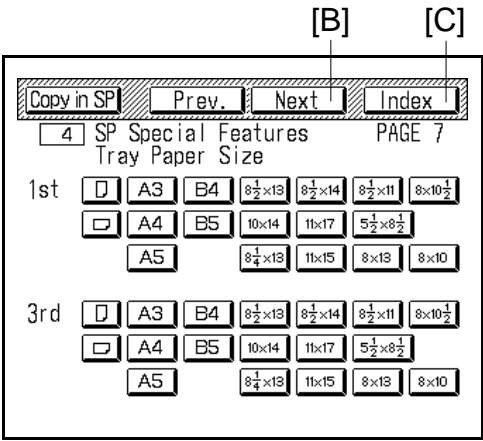 [B] [C]
Copy in SP Prev. Next Index
4 SP Special Features PAGE 7
Tray Paper Size
1st A3 B4 8½×13 8½×14 8½×11 8×10½
A4 B5 10×14 11×17 5½×8½
A5 8¼×13 11×15 8×13 8×10
3rd A3 B4 8½×13 8½×14 8½×11 8×10½
A4 B5 10×14 11×17 5½×8½
A5 8¼×13 11×15 8×13 8×10